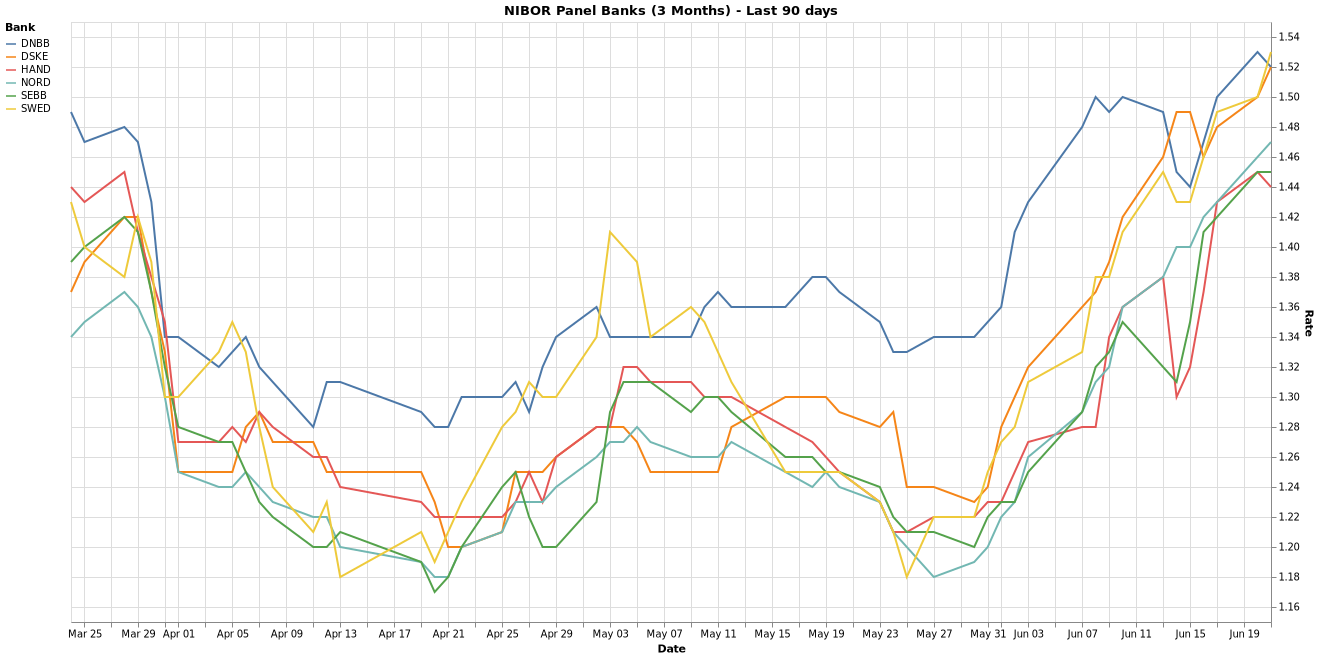 NIBOR Panel Banks (3 Months) - Last 90 days
Bank
DNBB
DSKE
HAND
NORD
SEBB
SWED
1.54
1.52
1.50
1.48
1.46
1.44
1.42
1.40
1.38
1.36
1.34
1.32
1.30
1.28
1.26
1.24
1.22
1.20
1.18
1.16
Rate
Mar 25 Mar 29 Apr 01 Apr 05 Apr 09 Apr 13 Apr 17 Apr 21 Apr 25 Apr 29 May 03 May 07 May 11 May 15 May 19 May 23 May 27 May 31 Jun 03 Jun 07 Jun 11 Jun 15 Jun 19
Date